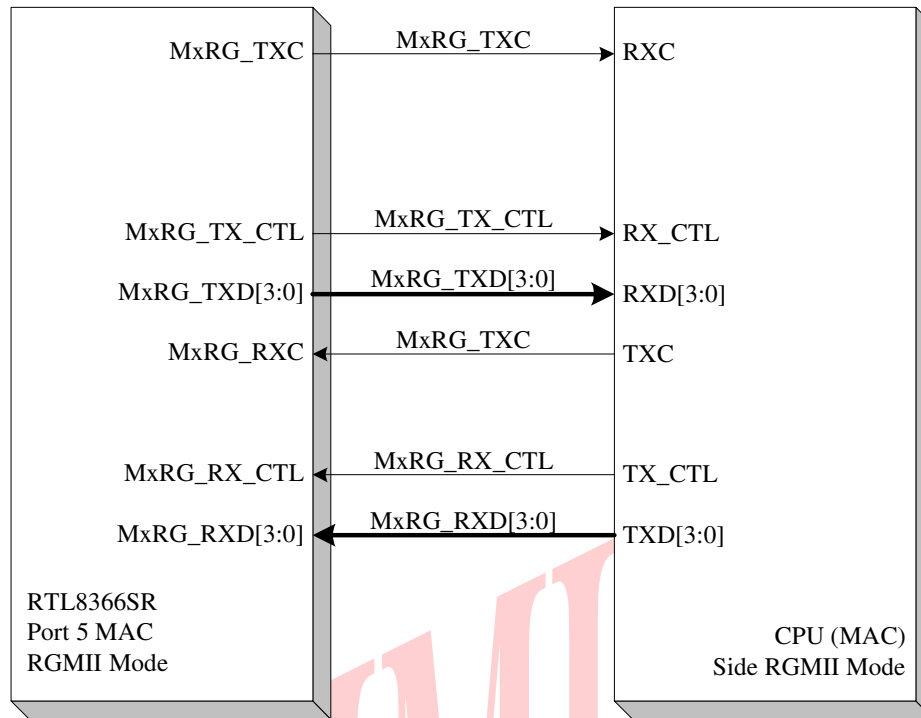 MxRG_TXC MxRG_TXC RXC
MxRG_TX_CTL MxRG_TX_CTL RX_CTL
MxRG_TXD[3:0] MxRG_TXD[3:0] RXD[3:0]
MxRG_RXC MxRG_TXC TXC
MxRG_RX_CTL MxRG_RX_CTL TX_CTL
MxRG_RXD[3:0] MxRG_RXD[3:0] TXD[3:0]
RTL8366SR
Port 5 MAC
RGMII Mode
CPU (MAC)
Side RGMII Mode